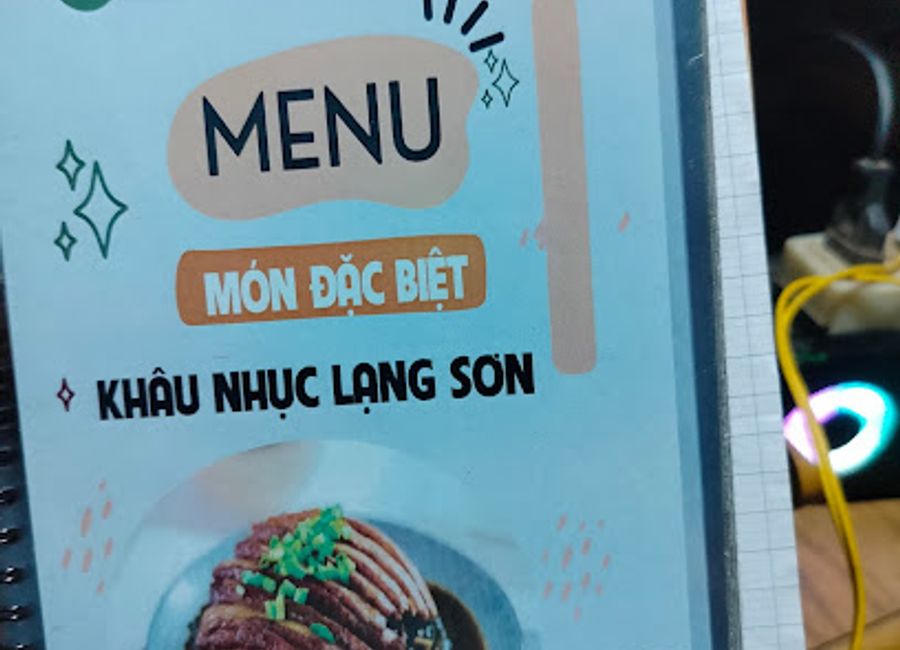 MENU
MÓN ĐẶC BIỆT
KHÂU NHỤC LẠNG SƠN